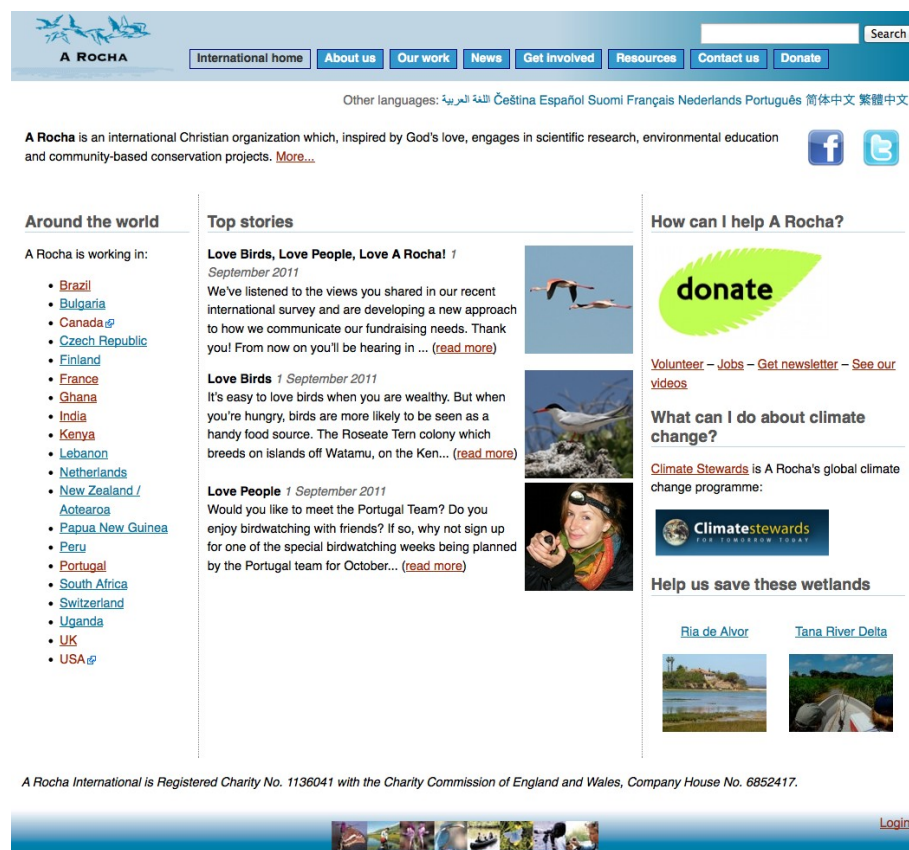 Search
A ROCHA
International home About us Our work News Get Involved Resources Contact us Donate
Other languages: اللغة العربية Čeština Español Suomi Français Nederlands Português 简体中文 繁體中文
A Rocha is an international Christian organization which, inspired by God's love, engages in scientific research, environmental education
and community-based conservation projects. More...
Around the world
A Rocha is working in:
Brazil
Bulgaria
Canada
Czech Republic
Finland
France
Ghana
India
Kenya
Lebanon
Netherlands
New Zealand /
Aotearoa
Papua New Guinea
Peru
Portugal
South Africa
Switzerland
Uganda
UK
USA
Top stories
Love Birds, Love People, Love A Rocha! 1
September 2011
We've listened to the views you shared in our recent
international survey and are developing a new approach
to how we communicate our fundraising needs. Thank
you! From now on you'll be hearing in ... (read more)
Love Birds 1 September 2011
It's easy to love birds when you are wealthy. But when
you're hungry, birds are more likely to be seen as a
handy food source. The Roseate Tern colony which
breeds on islands off Watamu, on the Ken... (read more)
Love People 1 September 2011
Would you like to meet the Portugal Team? Do you
enjoy birdwatching with friends? If so, why not sign up
for one of the special birdwatching weeks being planned
by the Portugal team for October... (read more)
How can I help A Rocha?
donate
Volunteer – Jobs – Get newsletter – See our
videos
What can I do about climate
change?
Climate Stewards is A Rocha's global climate
change programme:
Climatestewards
FOR TOMORROW TODAY
Help us save these wetlands
Ria de Alvor Tana River Delta
A Rocha International is Registered Charity No. 1136041 with the Charity Commission of England and Wales, Company House No. 6852417.
Login